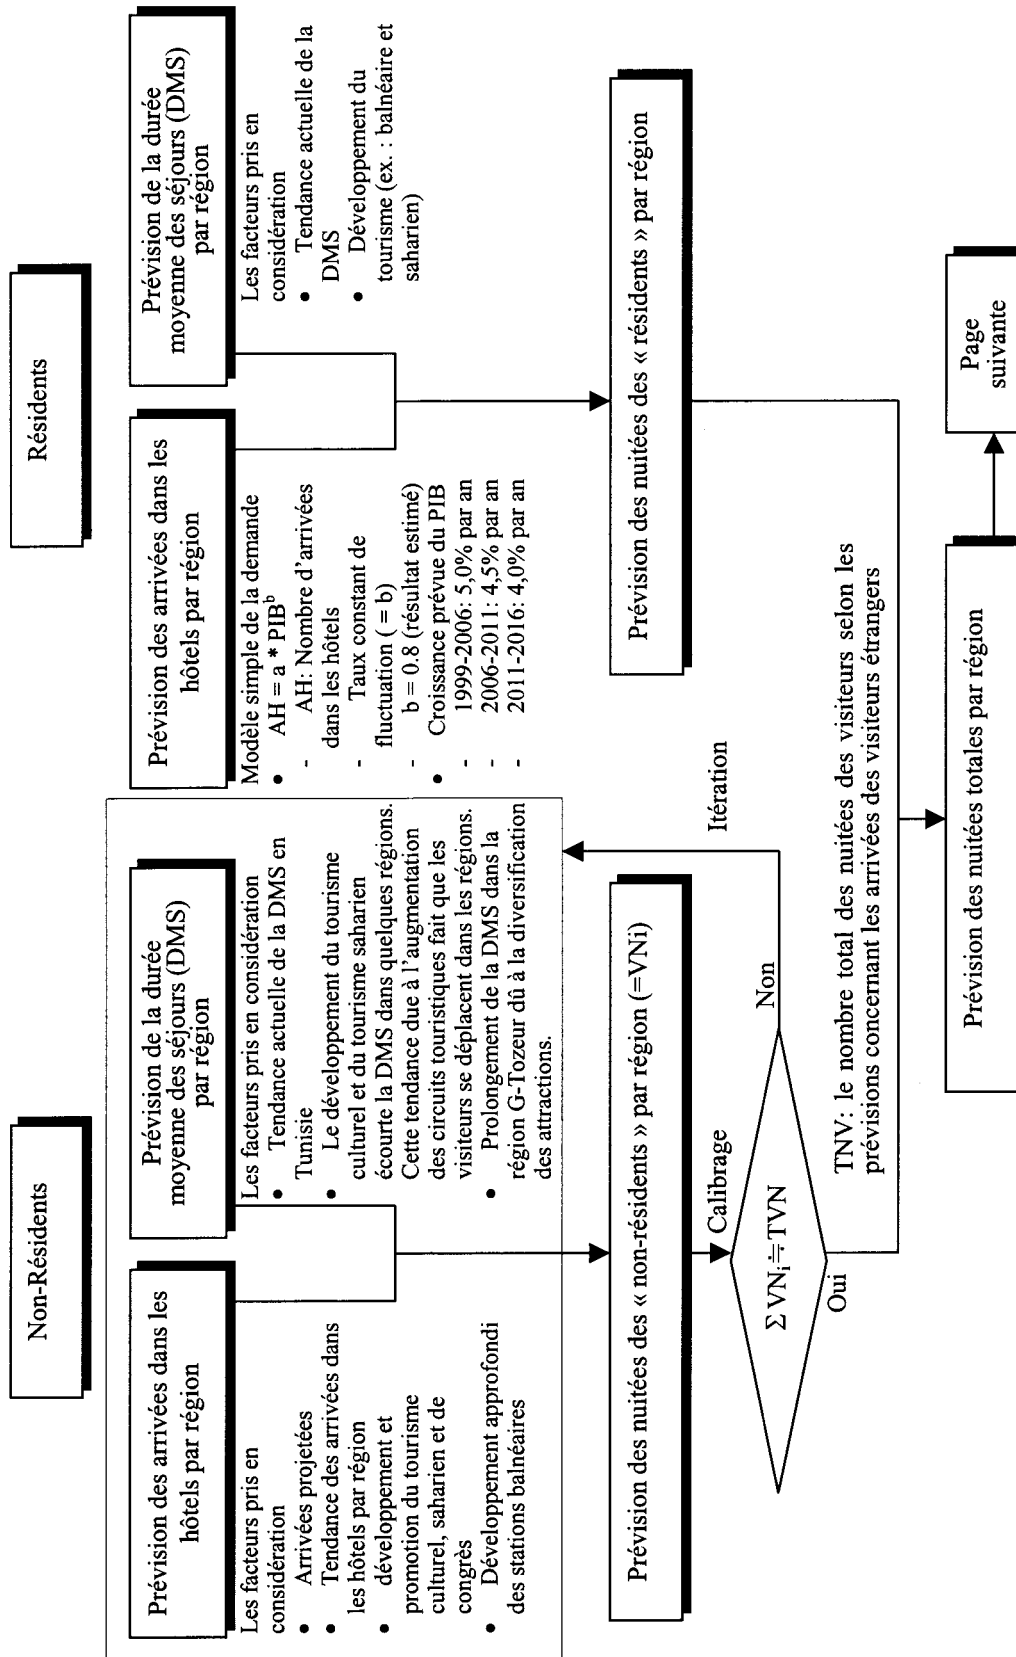 Non-Résidents
Résidents
Prévision des arrivées dans les
hôtels par région
Les facteurs pris en
considération
• Arrivées projetées
• Tendance des arrivées dans
les hôtels par région
• développement et
promotion du tourisme
culturel, saharien et de
congrès
• Développement approfondi
des stations balnéaires
Prévision de la durée
moyenne des séjours (DMS)
par région
Les facteurs pris en considération
• Tendance actuelle de la DMS en
Tunisie
• Le développement du tourisme
culturel et du tourisme saharien
écourte la DMS dans quelques régions.
Cette tendance due à l'augmentation
des circuits touristiques fait que les
visiteurs se déplacent dans les régions.
• Prolongement de la DMS dans la
région G-Tozeur dû à la diversification
des attractions.
Prévision des arrivées dans les
hôtels par région
Modèle simple de la demande
• AH = a * PIB^b
- AH: Nombre d'arrivées
dans les hôtels
- Taux constant de
fluctuation ( = b)
- b = 0.8 (résultat estimé)
• Croissance prévue du PIB
- 1999-2006: 5,0% par an
- 2006-2011: 4,5% par an
- 2011-2016: 4,0% par an
Prévision de la durée
moyenne des séjours (DMS)
par région
Les facteurs pris en
considération
• Tendance actuelle de la
DMS
• Développement du
tourisme (ex. : balnéaire et
saharien)
Prévision des nuitées des « non-résidents » par région (=VNi)
Prévision des nuitées des « résidents » par région
Calibrage
Itération
Σ VNi ≒ TVN
Non
Oui
TNV : le nombre total des nuitées des visiteurs selon les
prévisions concernant les arrivées des visiteurs étrangers
Prévision des nuitées totales par région
Page
suivante